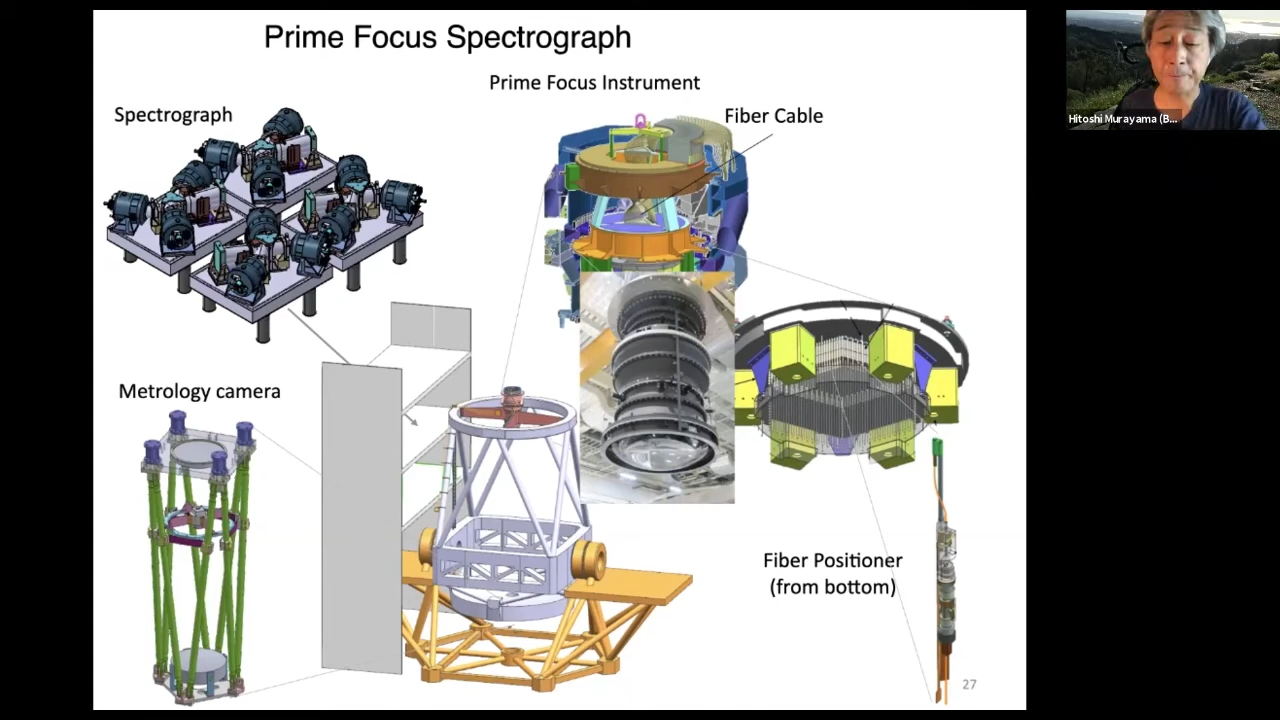 Prime Focus Spectrograph
Prime Focus Instrument
Spectrograph
Fiber Cable
Metrology camera
Fiber Positioner
(from bottom)
27
Hitoshi Murayama (B...